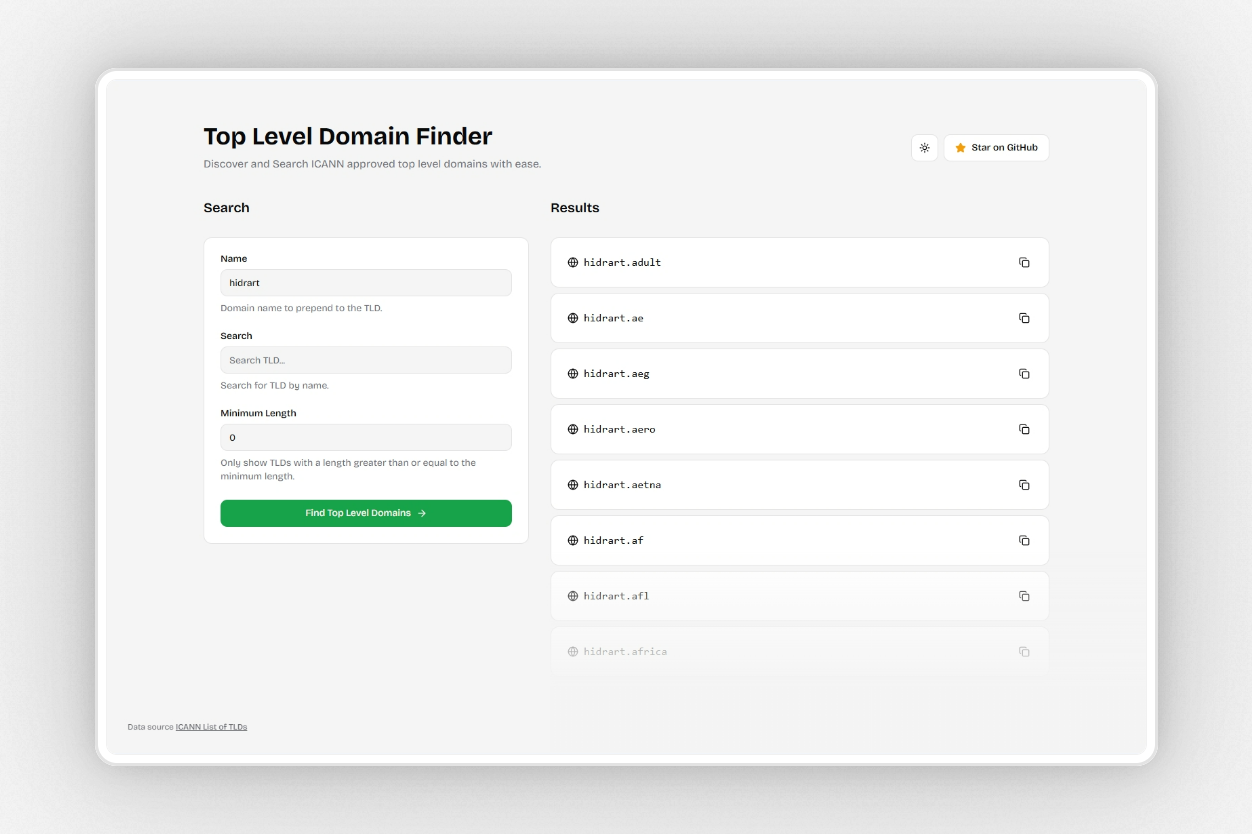 Top Level Domain Finder
Discover and Search ICANN approved top level domains with ease.
Star on GitHub
Search
Name
hidrart
Domain name to prepend to the TLD.
Search
Search TLD...
Search for TLD by name.
Minimum Length
0
Only show TLDs with a length greater than or equal to the
minimum length.
Find Top Level Domains →
Results
hidrart.adult
hidrart.ae
hidrart.aeg
hidrart.aero
hidrart.aetna
hidrart.af
hidrart.afl
hidrart.africa
Data source ICANN List of TLDs